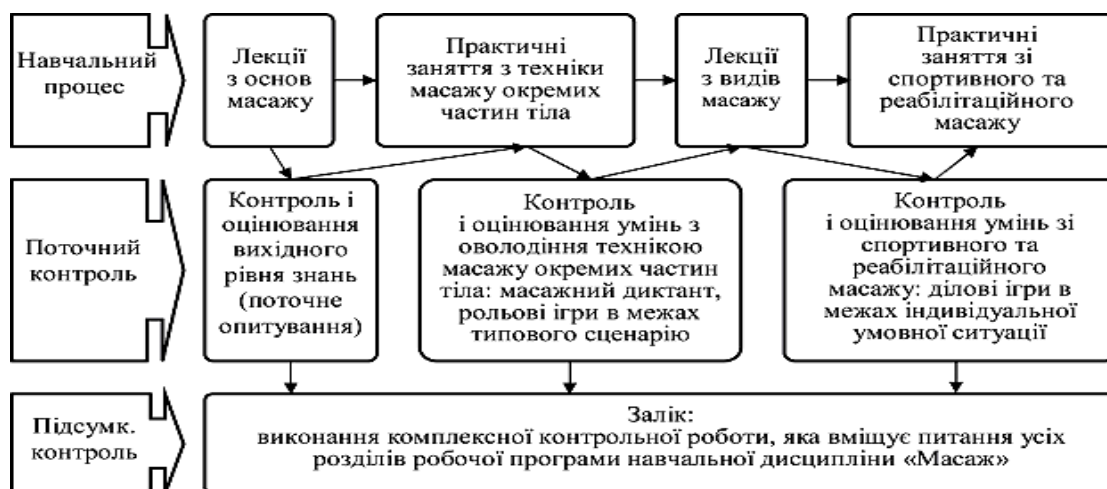 Навчальний
процес
Лекції
з основ
масажу
Практичні
заняття з техніки
масажу окремих
частин тіла
Лекції
з видів
масажу
Практичні
заняття зі
спортивного та
реабілітаційного
масажу
Поточний
контроль
Контроль і
оцінювання
вихідного
рівня знань
(поточне
опитування)
Контроль
і оцінювання умінь з
оволодіння технікою
масажу окремих частин
тіла: масажний диктант,
рольові ігри в межах
типового сценарію
Контроль
і оцінювання умінь зі
спортивного та
реабілітаційного
масажу: ділові ігри в
межах індивідуальної
умовної ситуації
Підсумк.
контроль
Залік:
виконання комплексної контрольної роботи, яка вміщує питання усіх
розділів робочої програми навчальної дисципліни «Масаж»